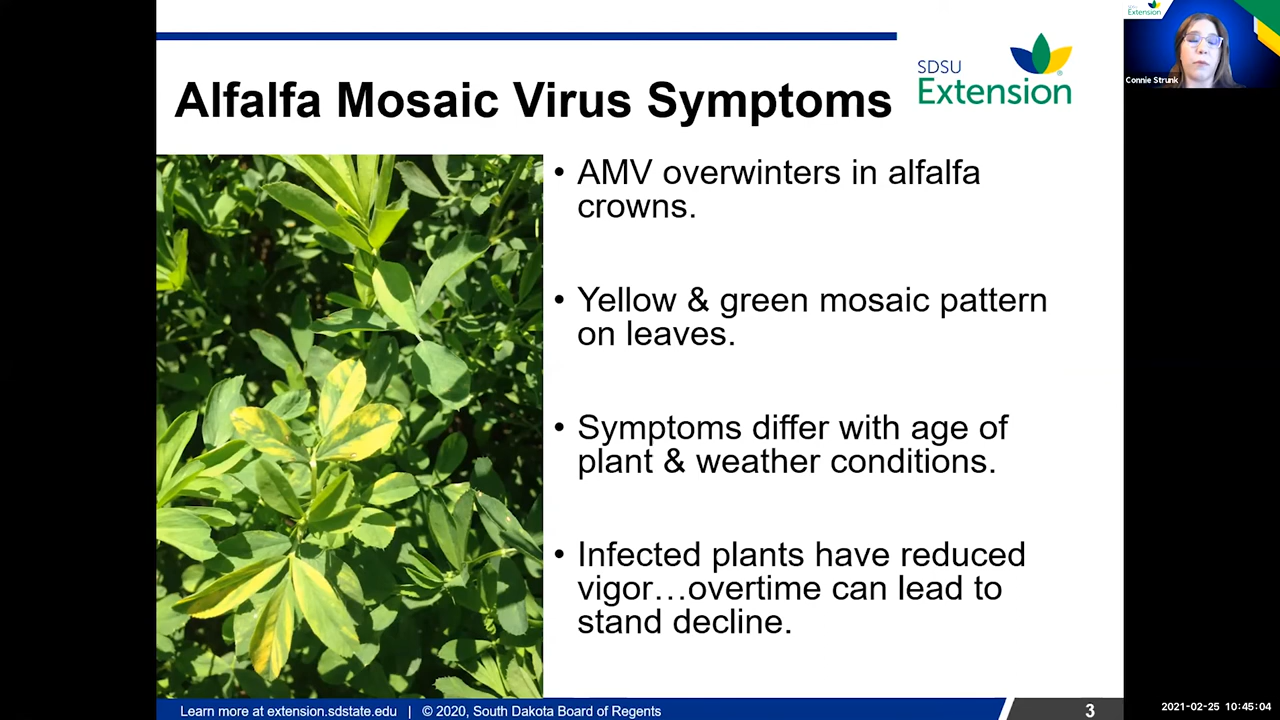 Alfalfa Mosaic Virus Symptoms
SDSU
Extension
• AMV overwinters in alfalfa
crowns.
• Yellow & green mosaic pattern
on leaves.
• Symptoms differ with age of
plant & weather conditions.
• Infected plants have reduced
vigor…overtime can lead to
stand decline.
Learn more at extension.sdstate.edu | © 2020, South Dakota Board of Regents
3
Extension
Connie Strunk
2021-02-25 10:45:04